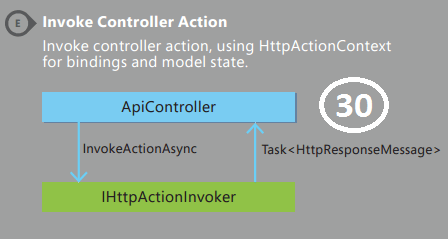 E
Invoke Controller Action
Invoke controller action, using HttpActionContext
for bindings and model state.
ApiController
30
InvokeActionAsync
Task<HttpResponseMessage>
IHttpActionInvoker